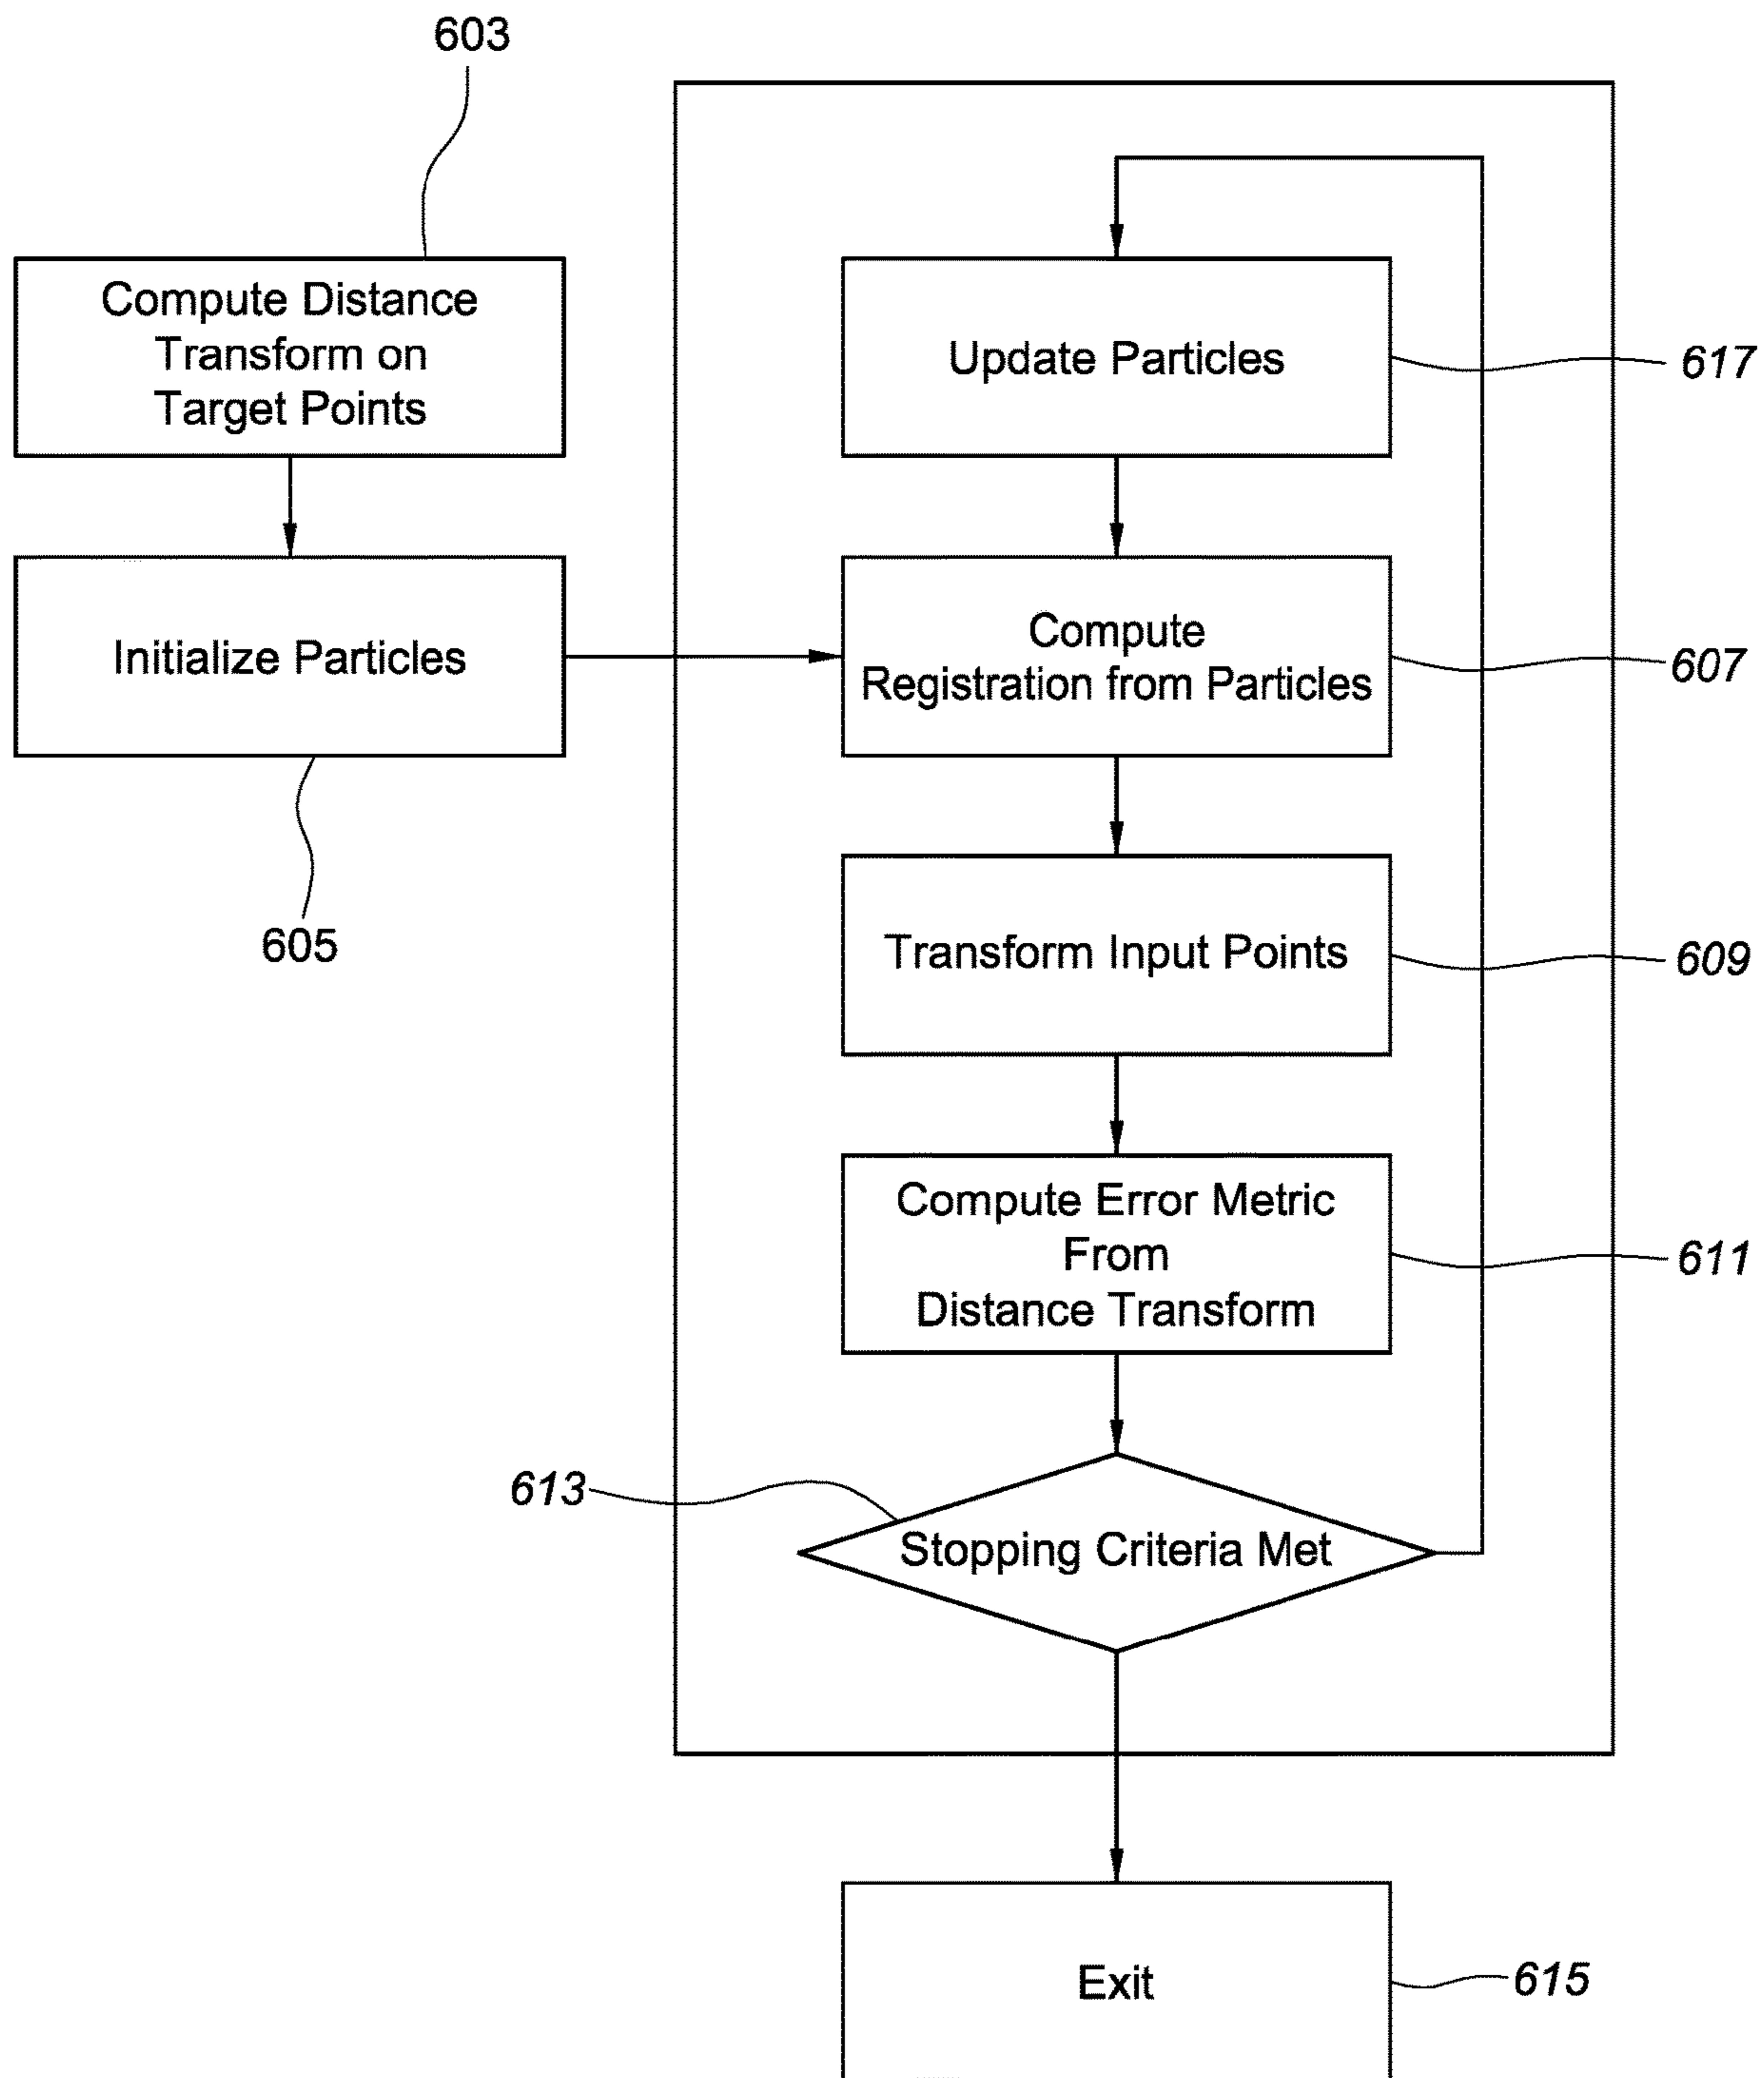 603
Compute Distance
Transform on
Target Points
Initialize Particles
605
Update Particles
617
Compute
Registration from Particles
607
Transform Input Points
609
Compute Error Metric
From
Distance Transform
611
613
Stopping Criteria Met
Exit
615